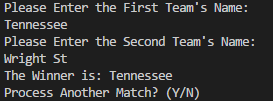 Please Enter the First Team's Name:
Tennessee
Please Enter the Second Team's Name:
Wright St
The Winner is: Tennessee
Process Another Match? (Y/N)